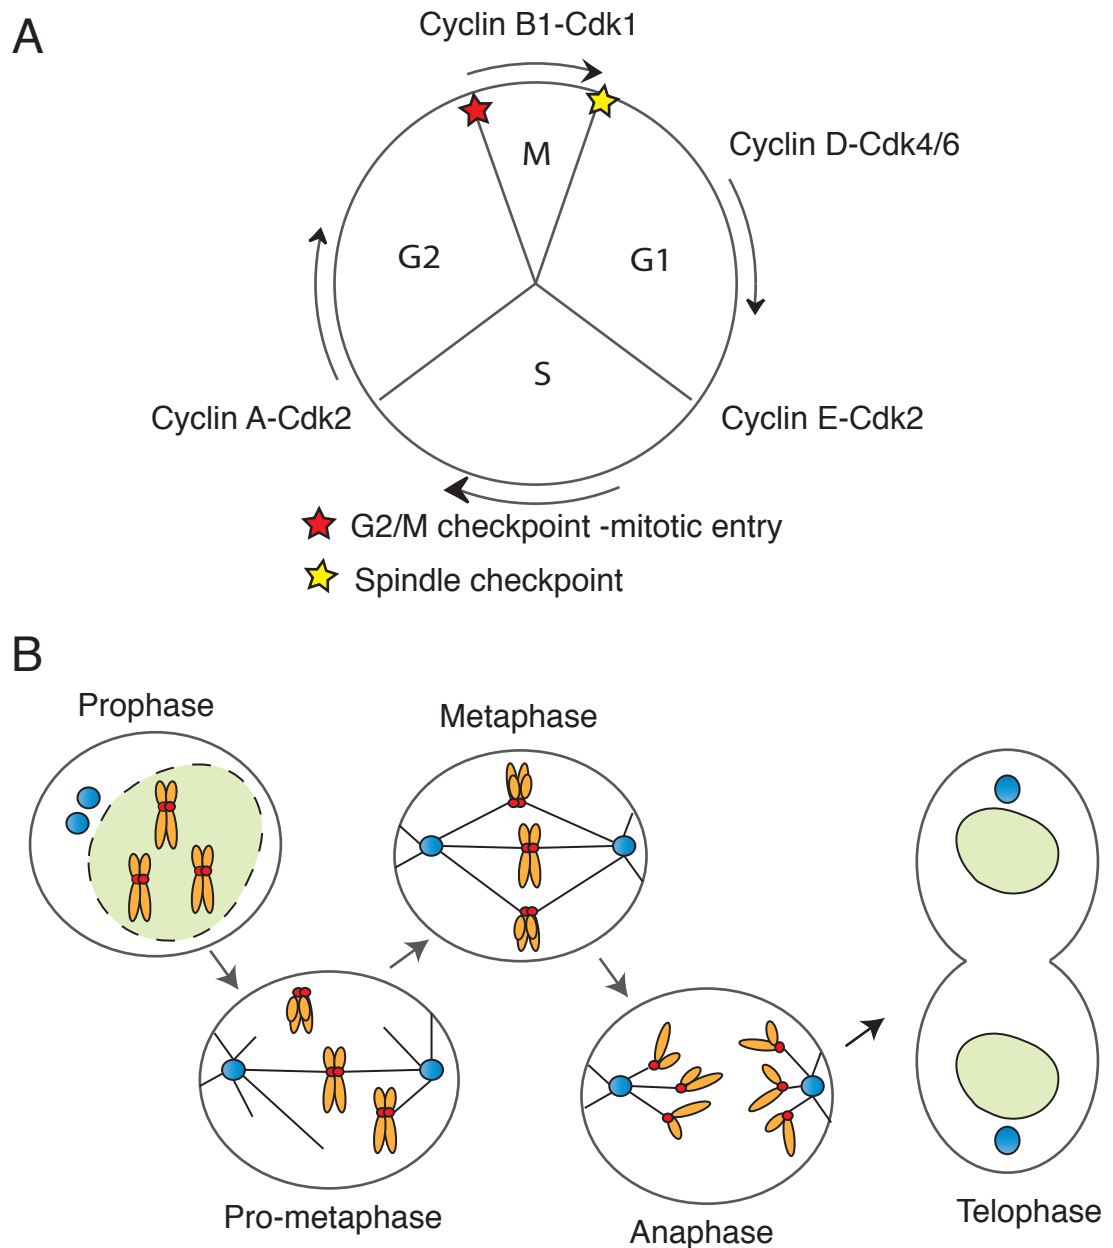 A
Cyclin B1-Cdk1
Cyclin D-Cdk4/6
M
G2
G1
S
Cyclin A-Cdk2
Cyclin E-Cdk2
G2/M checkpoint -mitotic entry
Spindle checkpoint
B
Prophase
Metaphase
Pro-metaphase
Anaphase
Telophase